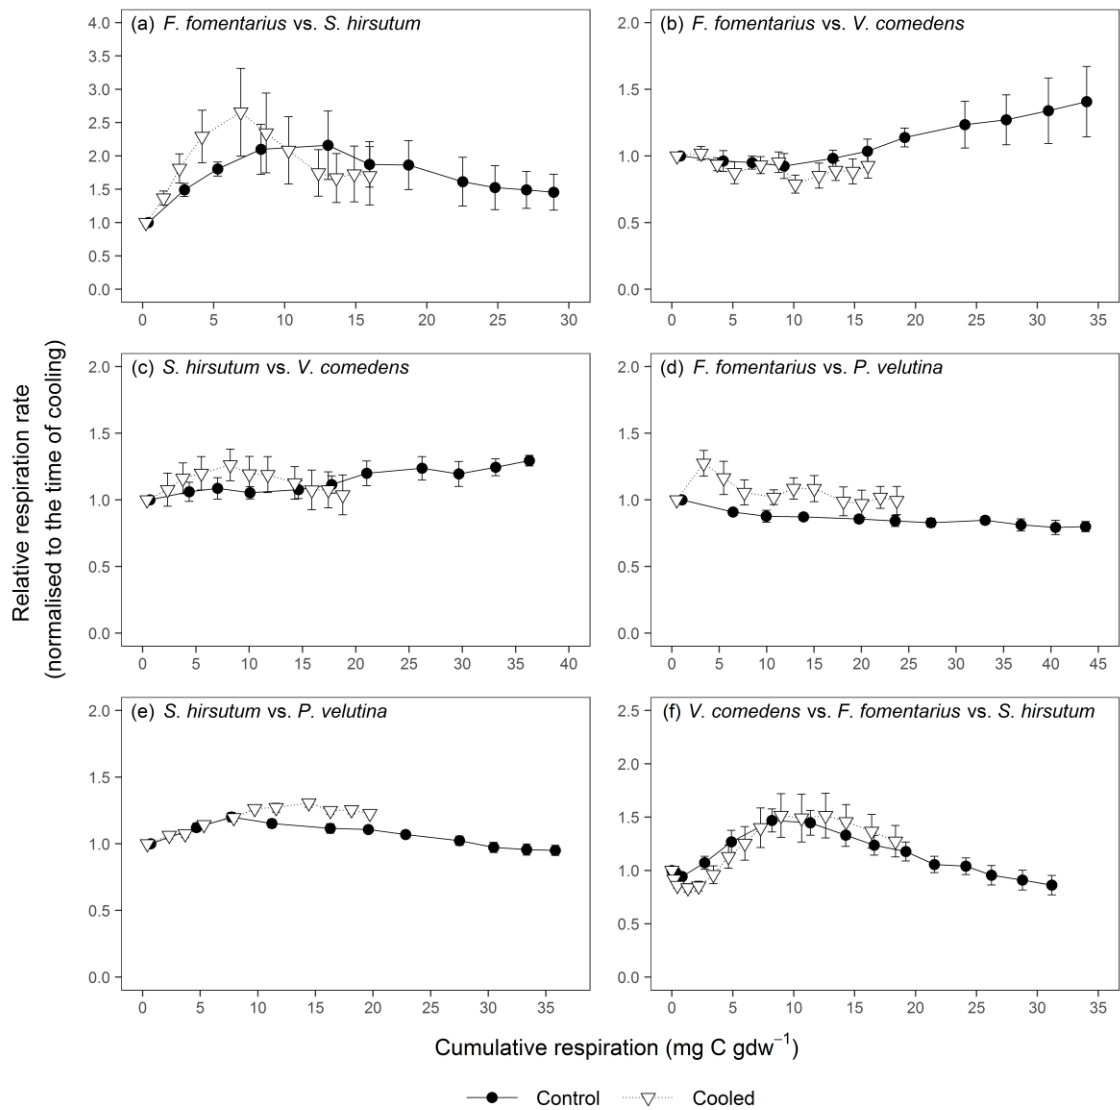 (a) F. fomentarius vs. S. hirsutum
4.0
3.5
3.0
2.5
2.0
1.5
1.0
0.5
0.0
0 5 10 15 20 25 30
(b) F. fomentarius vs. V. comedens
2.0
1.5
1.0
0.5
0.0
0 5 10 15 20 25 30 35
(c) S. hirsutum vs. V. comedens
2.0
1.5
1.0
0.5
0.0
0 5 10 15 20 25 30 35 40
(d) F. fomentarius vs. P. velutina
2.0
1.5
1.0
0.5
0.0
0 5 10 15 20 25 30 35 40 45
(e) S. hirsutum vs. P. velutina
2.0
1.5
1.0
0.5
0.0
0 5 10 15 20 25 30 35
(f) V. comedens vs. F. fomentarius vs. S. hirsutum
2.5
2.0
1.5
1.0
0.5
0.0
0 5 10 15 20 25 30 35
Relative respiration rate
(normalised to the time of cooling)
Cumulative respiration (mg C gdw⁻¹)
Control Cooled